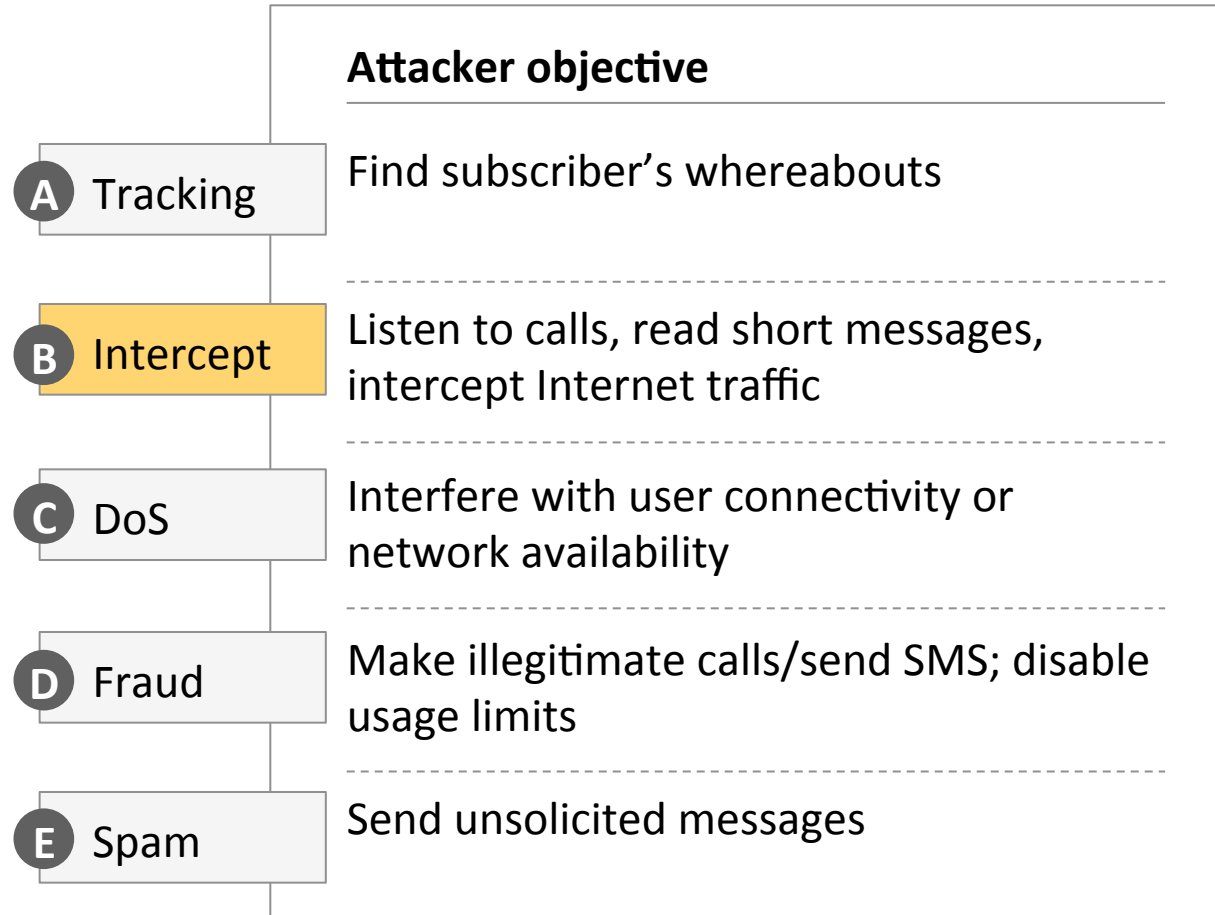 Attacker objective
A Tracking
Find subscriber’s whereabouts
B Intercept
Listen to calls, read short messages,
intercept Internet traffic
C DoS
Interfere with user connectivity or
network availability
D Fraud
Make illegitimate calls/send SMS; disable
usage limits
E Spam
Send unsolicited messages